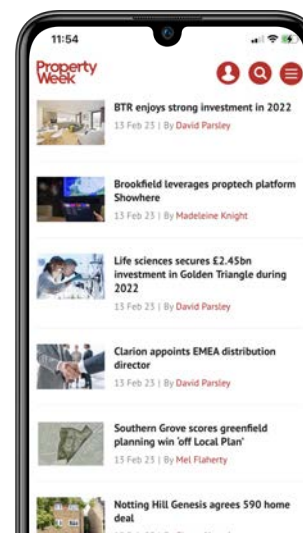 11:54
Property
Week
BTR enjoys strong investment in 2022
13 Feb 23 | By David Parsley
Brookfield leverages proptech platform
Showhere
13 Feb 23 | By Madeleine Knight
Life sciences secures £2.45bn
investment in Golden Triangle during
2022
13 Feb 23 | By David Parsley
Clarion appoints EMEA distribution
director
13 Feb 23 | By David Parsley
Southern Grove scores greenfield
planning win ‘off Local Plan’
13 Feb 23 | By Mel Flaherty
Notting Hill Genesis agrees 590 home
deal